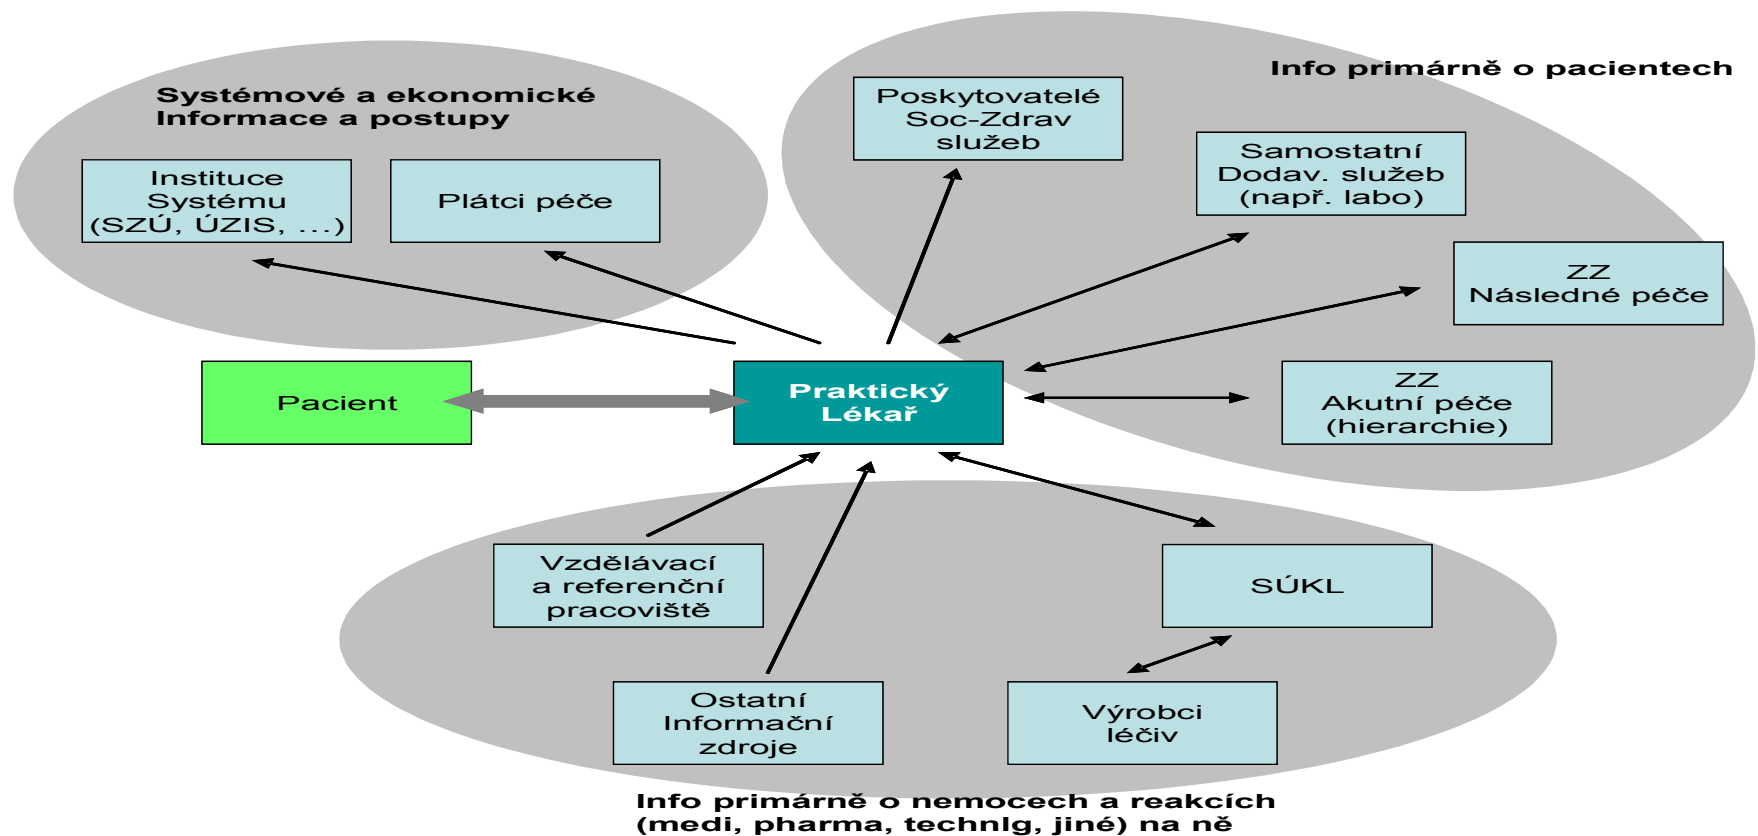 Systémové a ekonomické
Informace a postupy
Info primárně o pacientech
Poskytovatelé
Soc-Zdrav
služeb
Samostatní
Dodav. služeb
(např. labo)
Instituce
Systému
(SZÚ, ÚZIS, …)
Plátci péče
ZZ
Následné péče
Pacient
Praktický
Lékař
ZZ
Akutní péče
(hierarchie)
Vzdělávací
a referenční
pracoviště
SÚKL
Ostatní
Informační
zdroje
Výrobci
léčiv
Info primárně o nemocech a reakcích
(medi, pharma, technlg, jiné) na ně